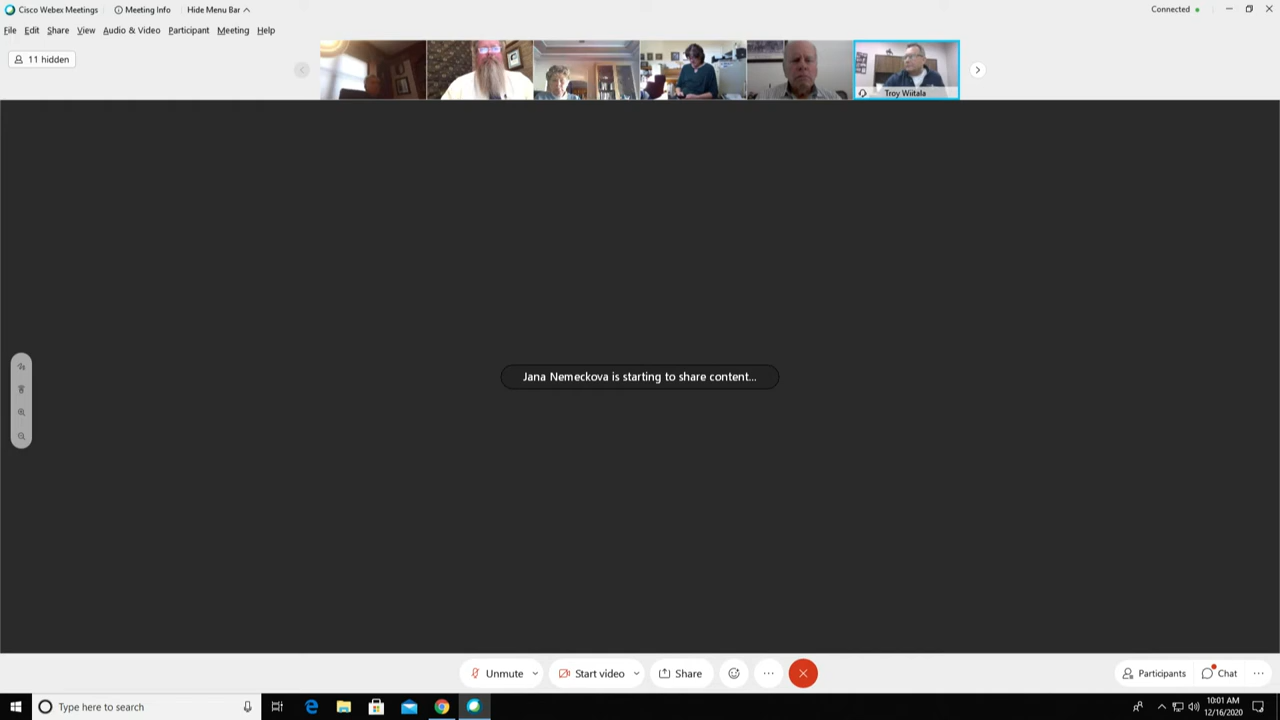 Cisco Webex Meetings
Meeting Info
Hide Menu Bar
Connected
File Edit Share View Audio & Video Participant Meeting Help
11 hidden
Troy Wiitala
Jana Nemeckova is starting to share content...
Unmute
Start video
Share
Participants
Chat
Type here to search
10:01 AM
12/16/2020